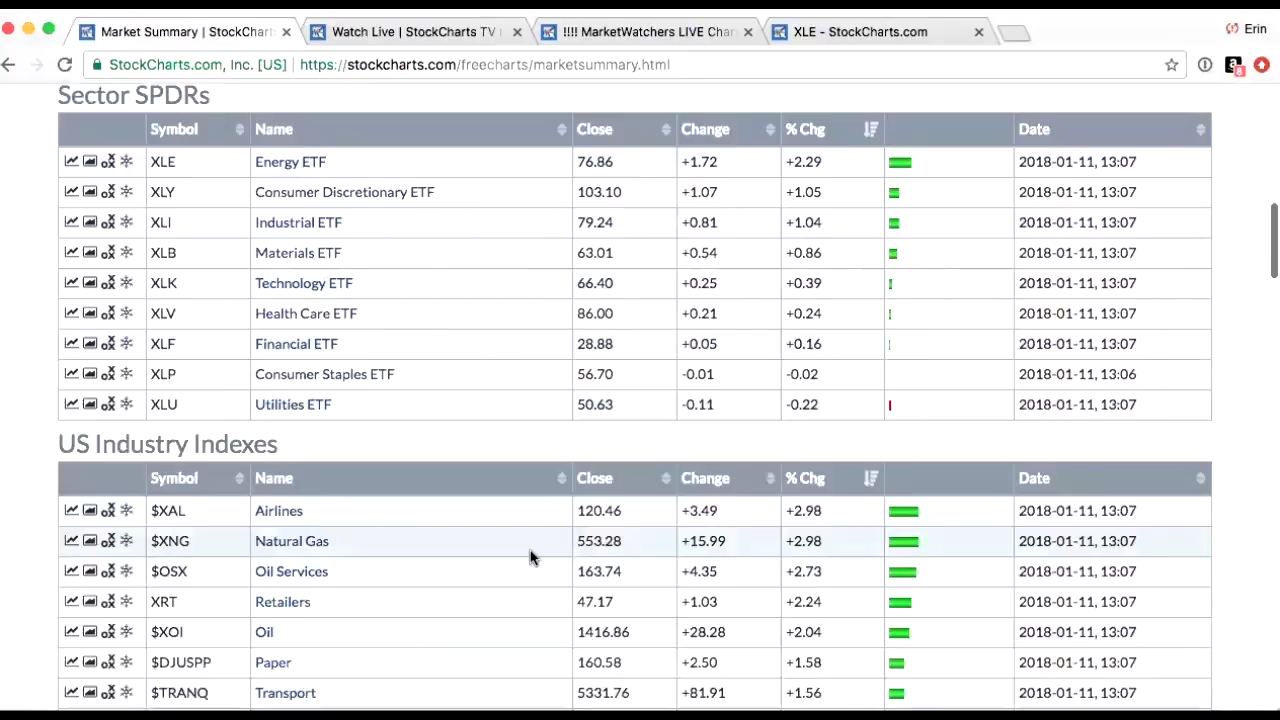 Market Summary | StockChart
Watch Live | StockCharts TV
!!!! MarketWatchers LIVE Char
XLE - StockCharts.com
Erin
StockCharts.com, Inc. [US] | https://stockcharts.com/freecharts/marketsummary.html
8
Sector SPDRs
Symbol Name Close Change % Chg Date
XLE Energy ETF 76.86 +1.72 +2.29 2018-01-11, 13:07
XLY Consumer Discretionary ETF 103.10 +1.07 +1.05 2018-01-11, 13:07
XLI Industrial ETF 79.24 +0.81 +1.04 2018-01-11, 13:07
XLB Materials ETF 63.01 +0.54 +0.86 2018-01-11, 13:07
XLK Technology ETF 66.40 +0.25 +0.39 2018-01-11, 13:07
XLV Health Care ETF 86.00 +0.21 +0.24 2018-01-11, 13:07
XLF Financial ETF 28.88 +0.05 +0.16 2018-01-11, 13:07
XLP Consumer Staples ETF 56.70 -0.01 -0.02 2018-01-11, 13:06
XLU Utilities ETF 50.63 -0.11 -0.22 2018-01-11, 13:07
US Industry Indexes
Symbol Name Close Change % Chg Date
$XAL Airlines 120.46 +3.49 +2.98 2018-01-11, 13:07
$XNG Natural Gas 553.28 +15.99 +2.98 2018-01-11, 13:07
$OSX Oil Services 163.74 +4.35 +2.73 2018-01-11, 13:07
XRT Retailers 47.17 +1.03 +2.24 2018-01-11, 13:07
$XOI Oil 1416.86 +28.28 +2.04 2018-01-11, 13:07
$DJUSPP Paper 160.58 +2.50 +1.58 2018-01-11, 13:07
$TRANQ Transport 5331.76 +81.91 +1.56 2018-01-11, 13:07